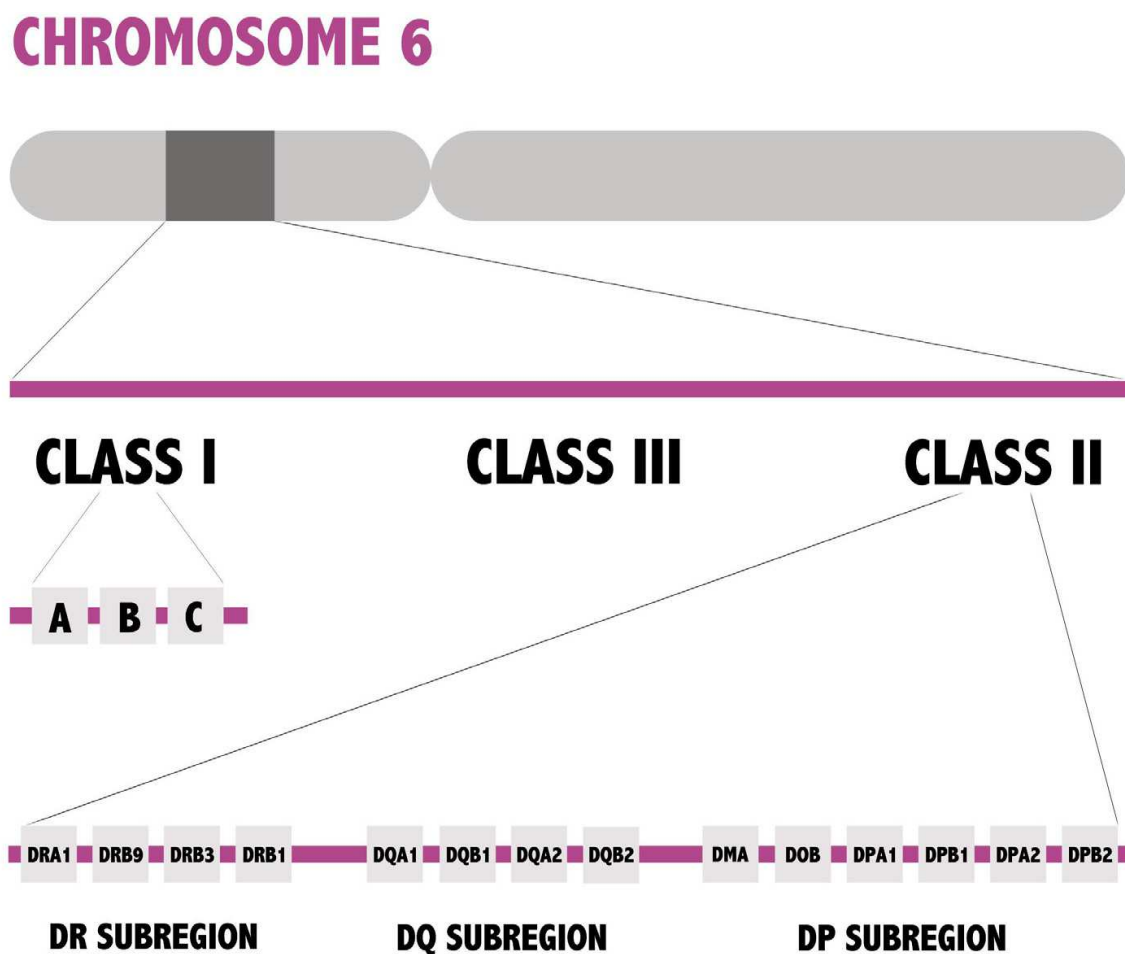 CHROMOSOME 6
CLASS I CLASS III CLASS II
A B C
DRA1 DRB9 DRB3 DRB1 DQA1 DQB1 DQA2 DQB2 DMA DOB DPA1 DPB1 DPA2 DPB2
DR SUBREGION DQ SUBREGION DP SUBREGION